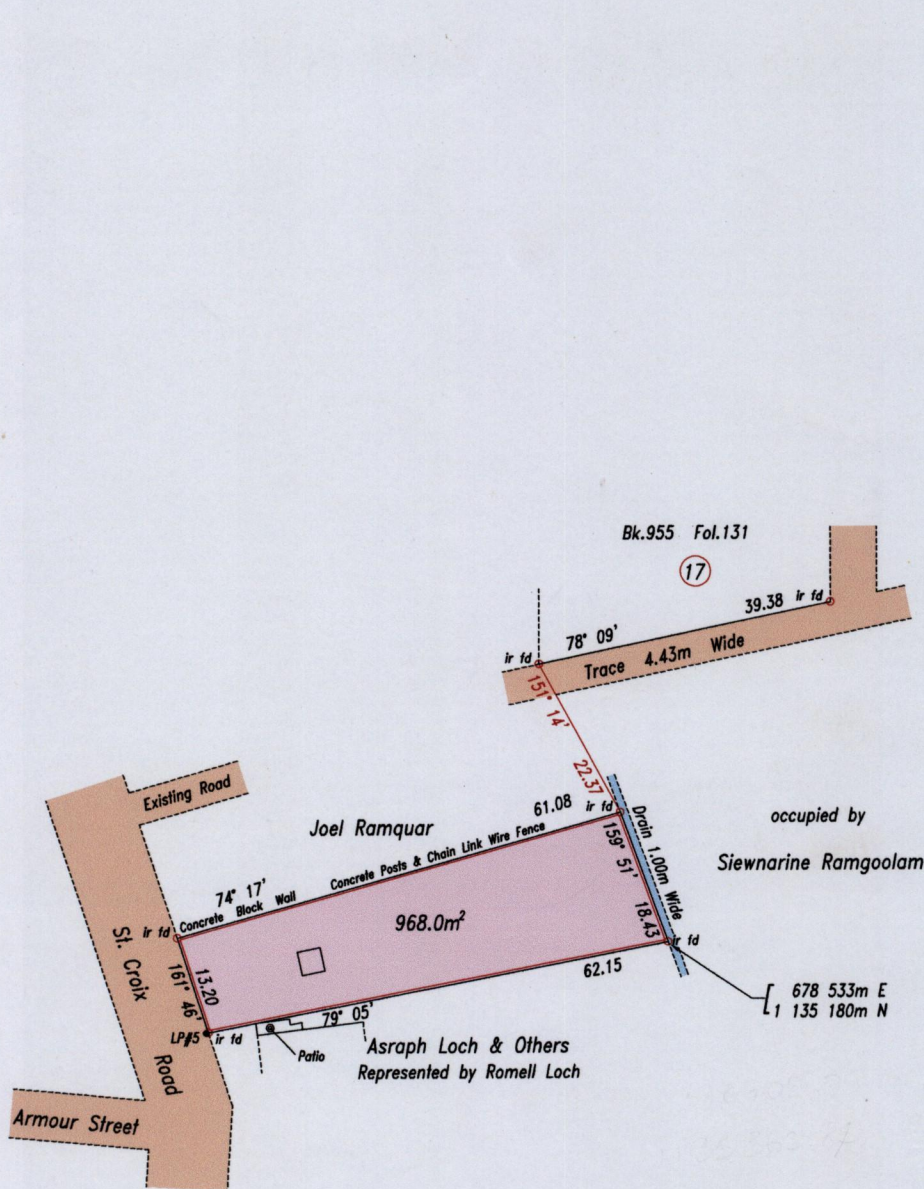 Bk.955 Fol.131
17
39.38 ir fd
78° 09'
ir fd
Trace 4.43m Wide
151° 14'
22.37
Existing Road
61.08 ir fd
Drain 1.00m Wide
occupied by
Siewnarine Ramgoolam
Joel Ramquar
Concrete Posts & Chain Link Wire Fence
159° 51'
18.43
74° 17'
Concrete Block Wall
968.0m²
ir fd
ir fd
St. Croix Road
161° 46'
13.20
62.15
678 533m E
1 135 180m N
LP#5 ir fd
79° 05'
Patio
Asraph Loch & Others
Represented by Romell Loch
Armour Street